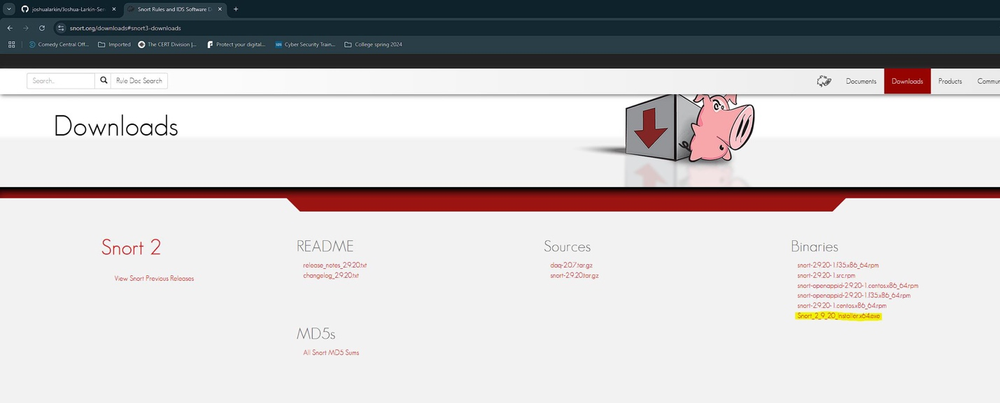 joshualarkin/Joshua-Larkin-Sen
Snort Rules and IDS Software D
snort.org/downloads#snort3-downloads
Comedy Central Off...
Imported
The CERT Division |...
Protect your digital...
Cyber Security Train...
College spring 2024
Search..
Rule Doc Search
Documents
Downloads
Products
Commun
Downloads
Snort 2
View Snort Previous Releases
README
release_notes_2.9.20.txt
changelog_2.9.20.txt
MD5s
All Snort MD5 Sums
Sources
daq-2.0.7.tar.gz
snort-2.9.20.tar.gz
Binaries
snort-2.9.20-1.f35.x86_64.rpm
snort-2.9.20-1.src.rpm
snort-openappid-2.9.20-1.centos.x86_64.rpm
snort-openappid-2.9.20-1.f35.x86_64.rpm
snort-2.9.20-1.centos.x86_64.rpm
Snort_2_9_20_Installer.x64.exe